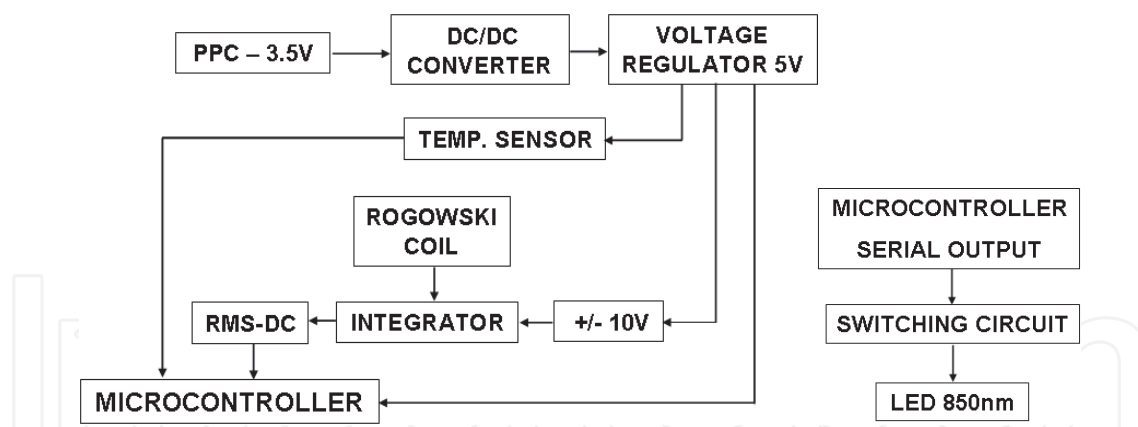 PPC – 3.5V
DC/DC
CONVERTER
VOLTAGE
REGULATOR 5V
TEMP. SENSOR
ROGOWSKI
COIL
RMS-DC
INTEGRATOR
+/- 10V
MICROCONTROLLER
MICROCONTROLLER
SERIAL OUTPUT
SWITCHING CIRCUIT
LED 850nm